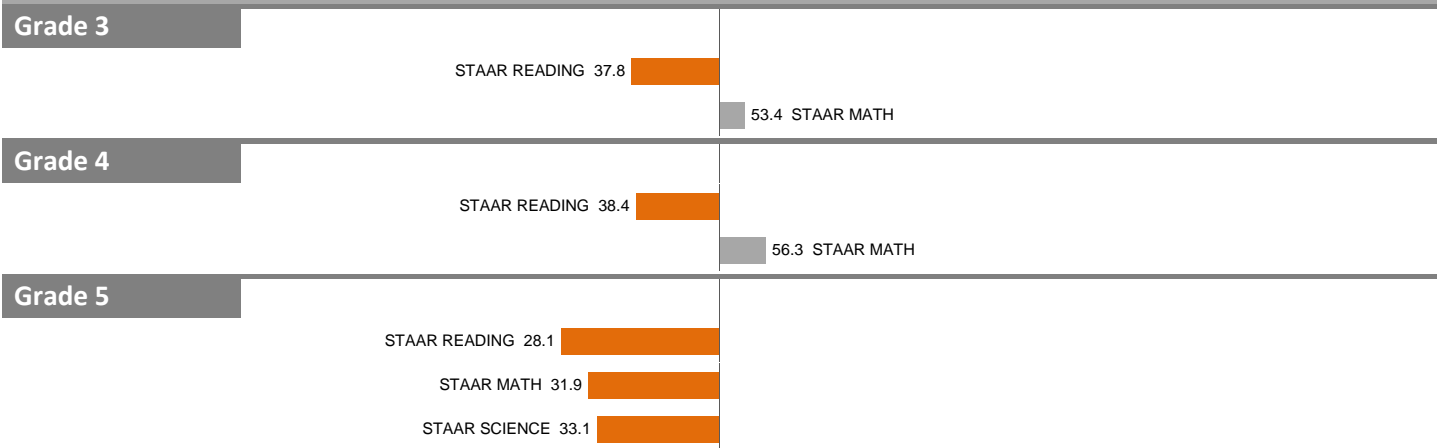 Grade 3
STAAR READING 37.8
53.4 STAAR MATH
Grade 4
STAAR READING 38.4
56.3 STAAR MATH
Grade 5
STAAR READING 28.1
STAAR MATH 31.9
STAAR SCIENCE 33.1